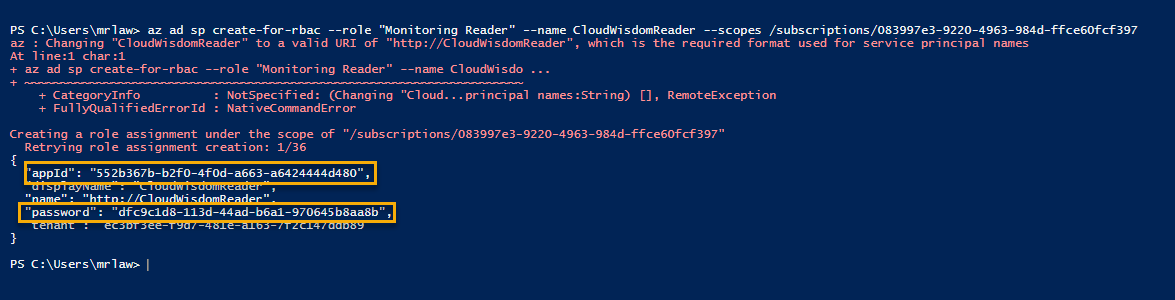 PS C:\Users\mrlaw> az ad sp create-for-rbac --role "Monitoring Reader" --name CloudWisdomReader --scopes /subscriptions/083997e3-9220-4963-984d-ffce60fcf397
az : Changing "CloudWisdomReader" to a valid URI of "http://CloudWisdomReader", which is the required format used for service principal names
At line:1 char:1
+ az ad sp create-for-rbac --role "Monitoring Reader" --name CloudWisdo ...
+ ~~~~~~~~~~~~~~~~~~~~~~~~~~~~~~~~~~~~~~~~~~~~~~~~~~~~~~~~~~~~~~~~~~~~~
+ CategoryInfo : NotSpecified: (Changing "Cloud...principal names:String) [], RemoteException
+ FullyQualifiedErrorId : NativeCommandError
Creating a role assignment under the scope of "/subscriptions/083997e3-9220-4963-984d-ffce60fcf397"
Retrying role assignment creation: 1/36
{
"appId": "552b367b-b2f0-4f0d-a663-a6424444d480",
"displayName": "CloudWisdomReader",
"name": "http://CloudWisdomReader",
"password": "dfc9c1d8-113d-44ad-b6a1-970645b8aa8b",
"tenant": "ec3bf3ee-f9d7-481e-a163-7f2c147ddb89"
}
PS C:\Users\mrlaw>